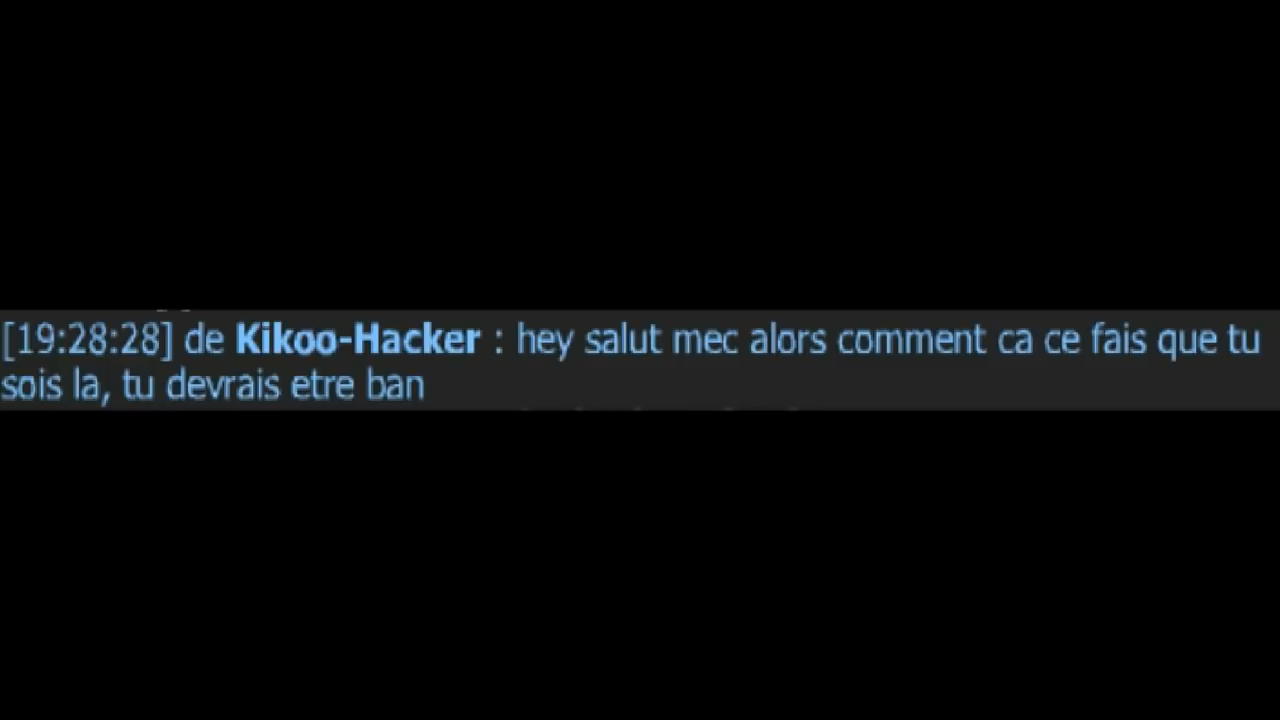 [19:28:28] de Kikoo-Hacker : hey salut mec alors comment ca ce fais que tu
sois la, tu devrais etre ban